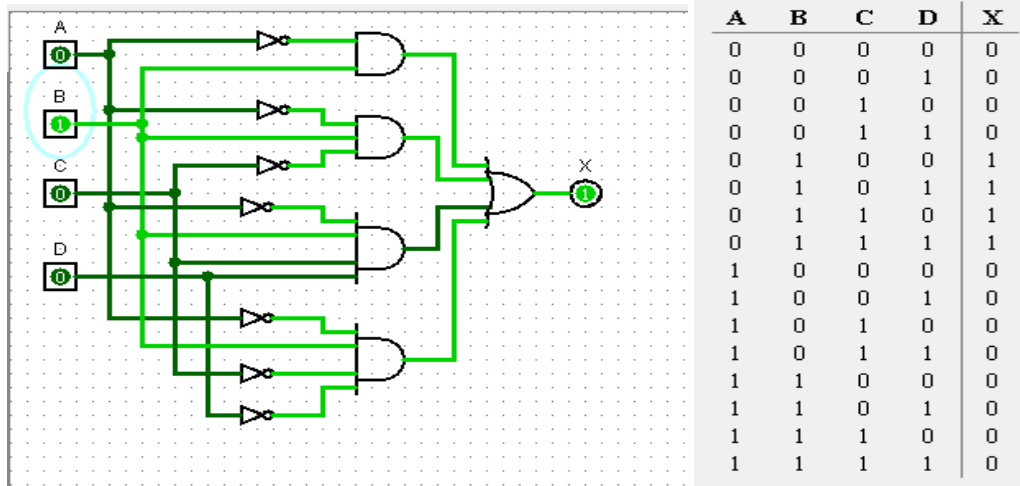 A
0
B
1
C
0
D
0
X
1
A B C D X
0 0 0 0 0
0 0 0 1 0
0 0 1 0 0
0 0 1 1 0
0 1 0 0 1
0 1 0 1 1
0 1 1 0 1
0 1 1 1 1
1 0 0 0 0
1 0 0 1 0
1 0 1 0 0
1 0 1 1 0
1 1 0 0 0
1 1 0 1 0
1 1 1 0 0
1 1 1 1 0